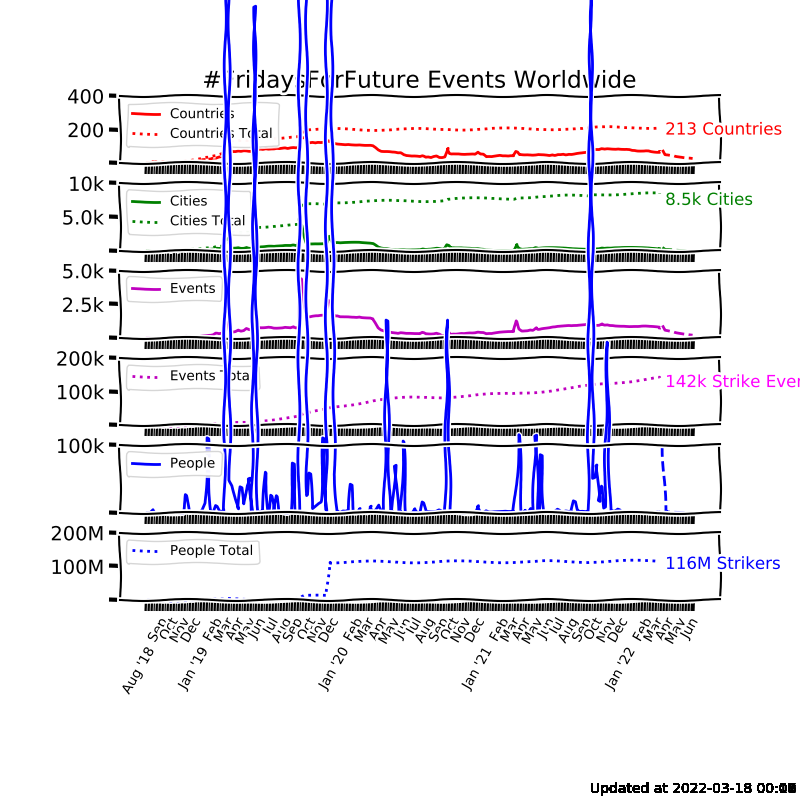 #FridaysForFuture Events Worldwide
400
200
Countries
Countries Total
213 Countries
10k
5.0k
Cities
Cities Total
8.5k Cities
5.0k
2.5k
Events
200k
100k
Events Total
142k Strike Even
100k
People
200M
100M
People Total
116M Strikers
Aug '18 Sep Oct Nov Dec Jan '19 Feb Mar Apr May Jun Jul Aug Sep Oct Nov Dec Jan '20 Feb Mar Apr May Jun Jul Aug Sep Oct Nov Dec Jan '21 Feb Mar Apr May Jun Jul Aug Sep Oct Nov Dec Jan '22 Feb Mar Apr May Jun
Updated at 2022-03-18